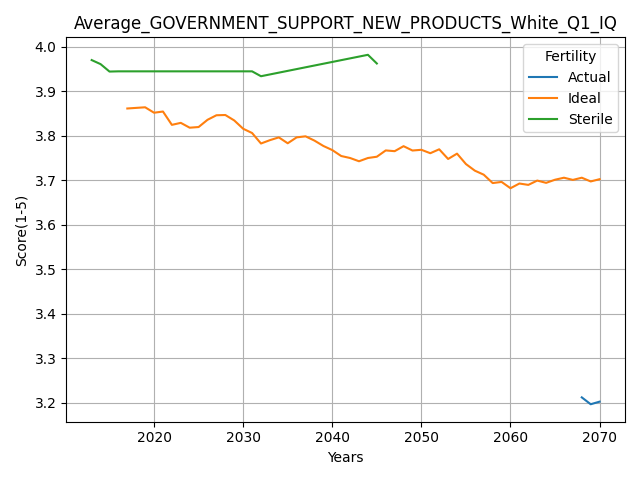 Average_GOVERNMENT_SUPPORT_NEW_PRODUCTS_White_Q1_IQ
Fertility
Actual
Ideal
Sterile
Score(1-5)
4.0
3.9
3.8
3.7
3.6
3.5
3.4
3.3
3.2
2020 2030 2040 2050 2060 2070
Years